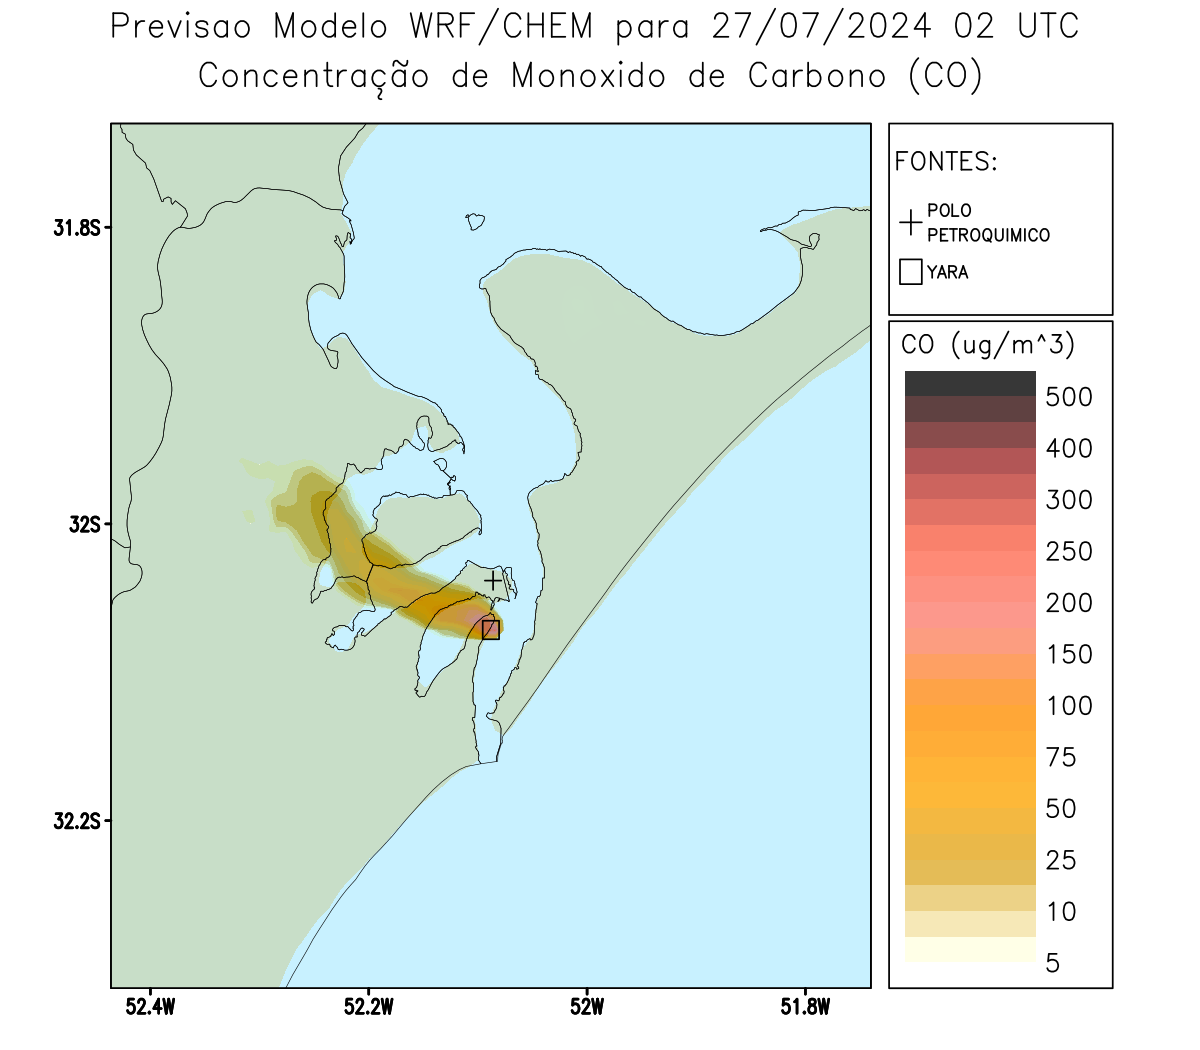 Previsao Modelo WRF/CHEM para 27/07/2024 02 UTC
Concentração de Monoxido de Carbono (CO)
FONTES:
POLO
PETROQUIMICO
YARA
CO (ug/m^3)
500
400
300
250
200
150
100
75
50
25
10
5
31.8S
32S
32.2S
52.4W
52.2W
52W
51.8W